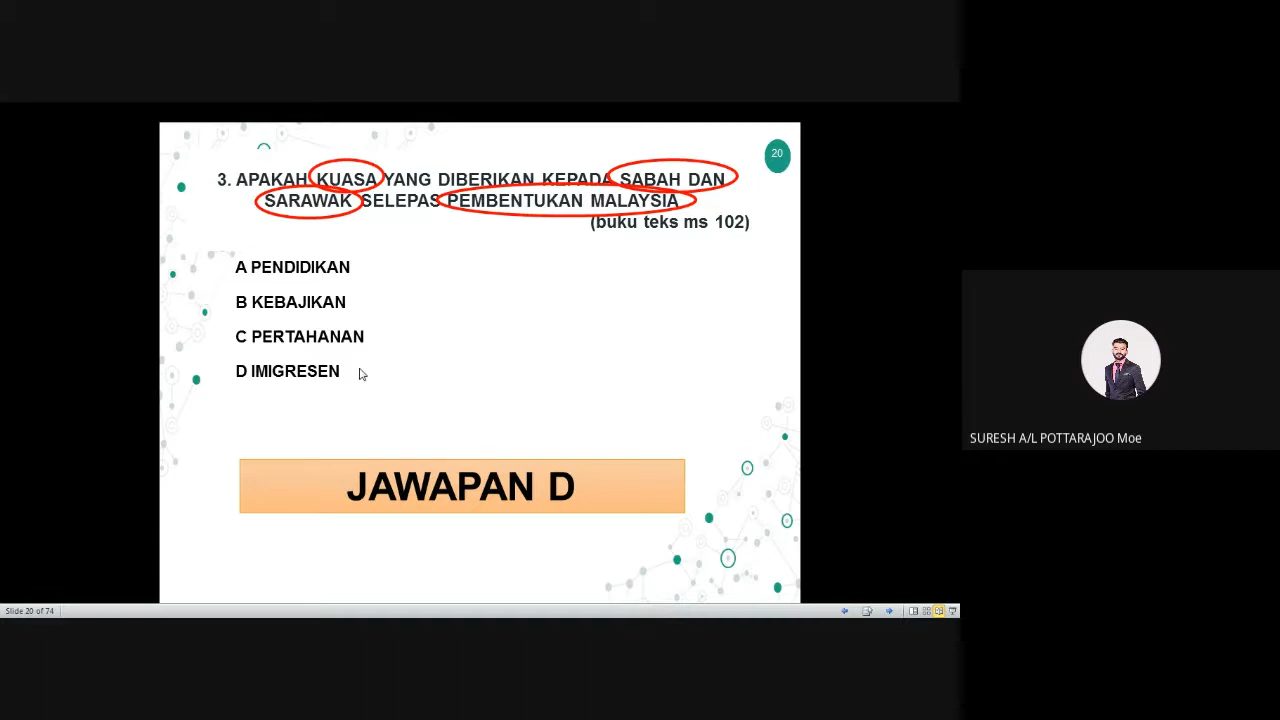 20
3. APAKAH KUASA YANG DIBERIKAN KEPADA SABAH DAN
SARAWAK SELEPAS PEMBENTUKAN MALAYSIA
(buku teks ms 102)
A PENDIDIKAN
B KEBAJIKAN
C PERTAHANAN
D IMIGRESEN
JAWAPAN D
SURESH A/L POTTARAJOO Moe
Slide 20 of 74